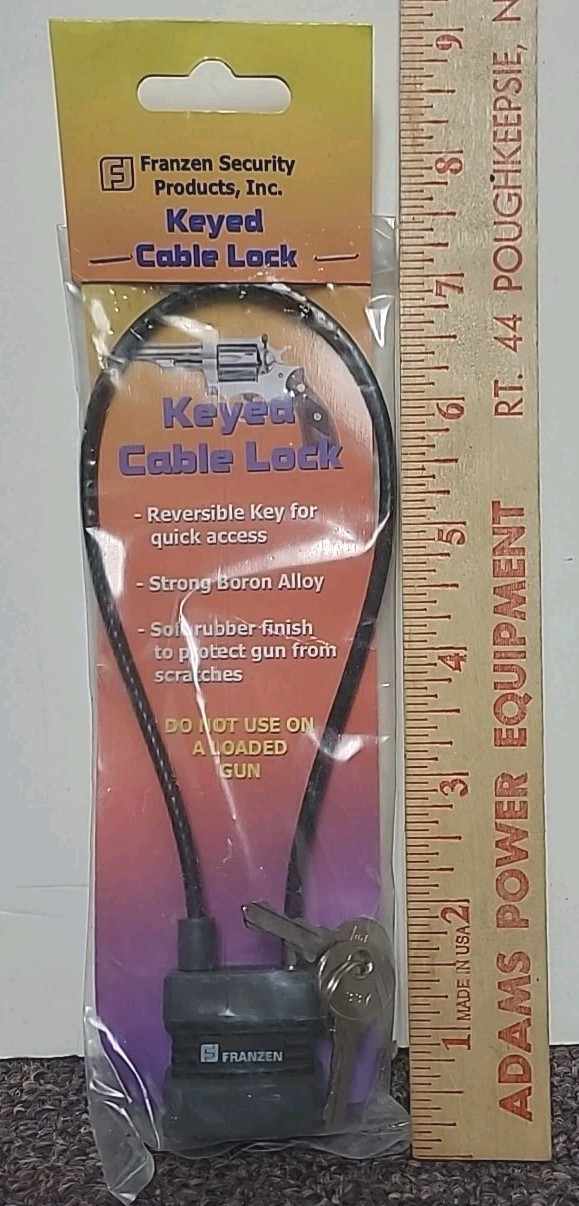 Franzen Security
Products, Inc.
Keyed
Cable Lock
Keyed
Cable Lock
- Reversible Key for
quick access
- Strong Boron Alloy
- Soft rubber finish
to protect gun from
scratches
DO NOT USE ON
A LOADED
GUN
FRANZEN
9
8
7
6
5
4
3
2
1
MADE IN USA
ADAMS POWER EQUIPMENT
RT. 44 POUGHKEEPSIE, N